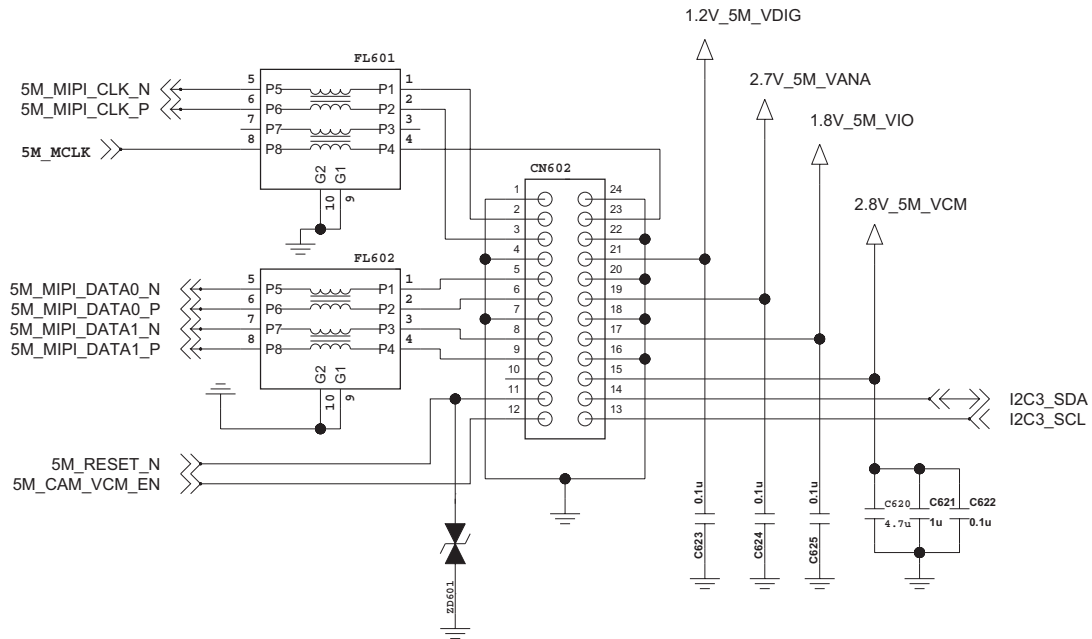 1.2V_5M_VDIG
2.7V_5M_VANA
1.8V_5M_VIO
2.8V_5M_VCM
FL601
5M_MIPI_CLK_N
5 P5 P1 1
5M_MIPI_CLK_P
6 P6 P2 2
7 P7 P3 3
5M_MCLK
8 P8 P4 4
G2 G1
10 9
FL602
5M_MIPI_DATA0_N
5 P5 P1 1
5M_MIPI_DATA0_P
6 P6 P2 2
5M_MIPI_DATA1_N
7 P7 P3 3
5M_MIPI_DATA1_P
8 P8 P4 4
G2 G1
10 9
CN602
1 24
2 23
3 22
4 21
5 20
6 19
7 18
8 17
9 16
10 15
11 14
12 13
I2C3_SDA
I2C3_SCL
5M_RESET_N
5M_CAM_VCM_EN
ZD601
0.1u
C623
0.1u
C624
0.1u
C625
C620
4.7u
C621
1u
C622
0.1u